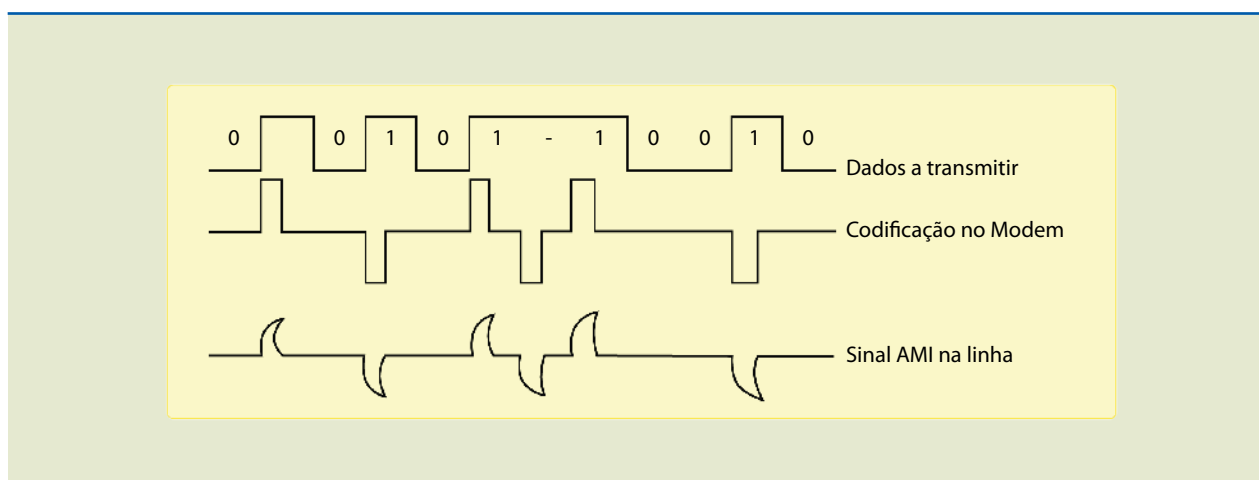 0 0 1 0 1 - 1 0 0 1 0
Dados a transmitir
Codificação no Modem
Sinal AMI na linha